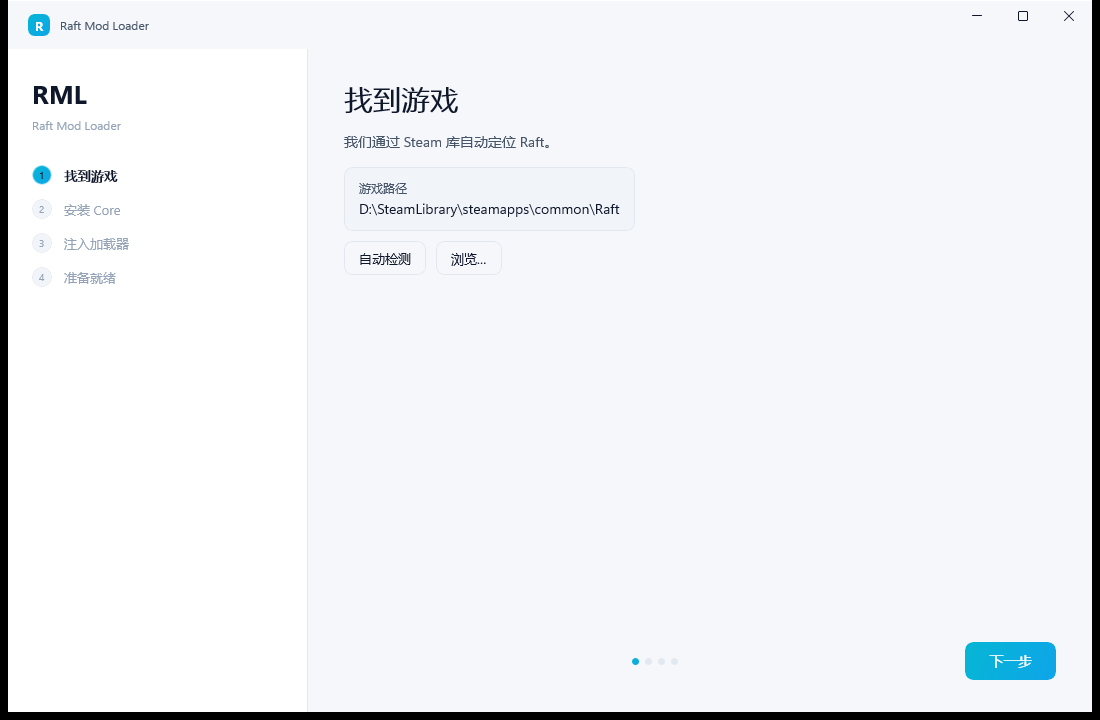 R
Raft Mod Loader
RML
Raft Mod Loader
1 找到游戏
2 安装 Core
3 注入加载器
4 准备就绪
找到游戏
我们通过 Steam 库自动定位 Raft。
游戏路径
D:\SteamLibrary\steamapps\common\Raft
自动检测 浏览...
下一步